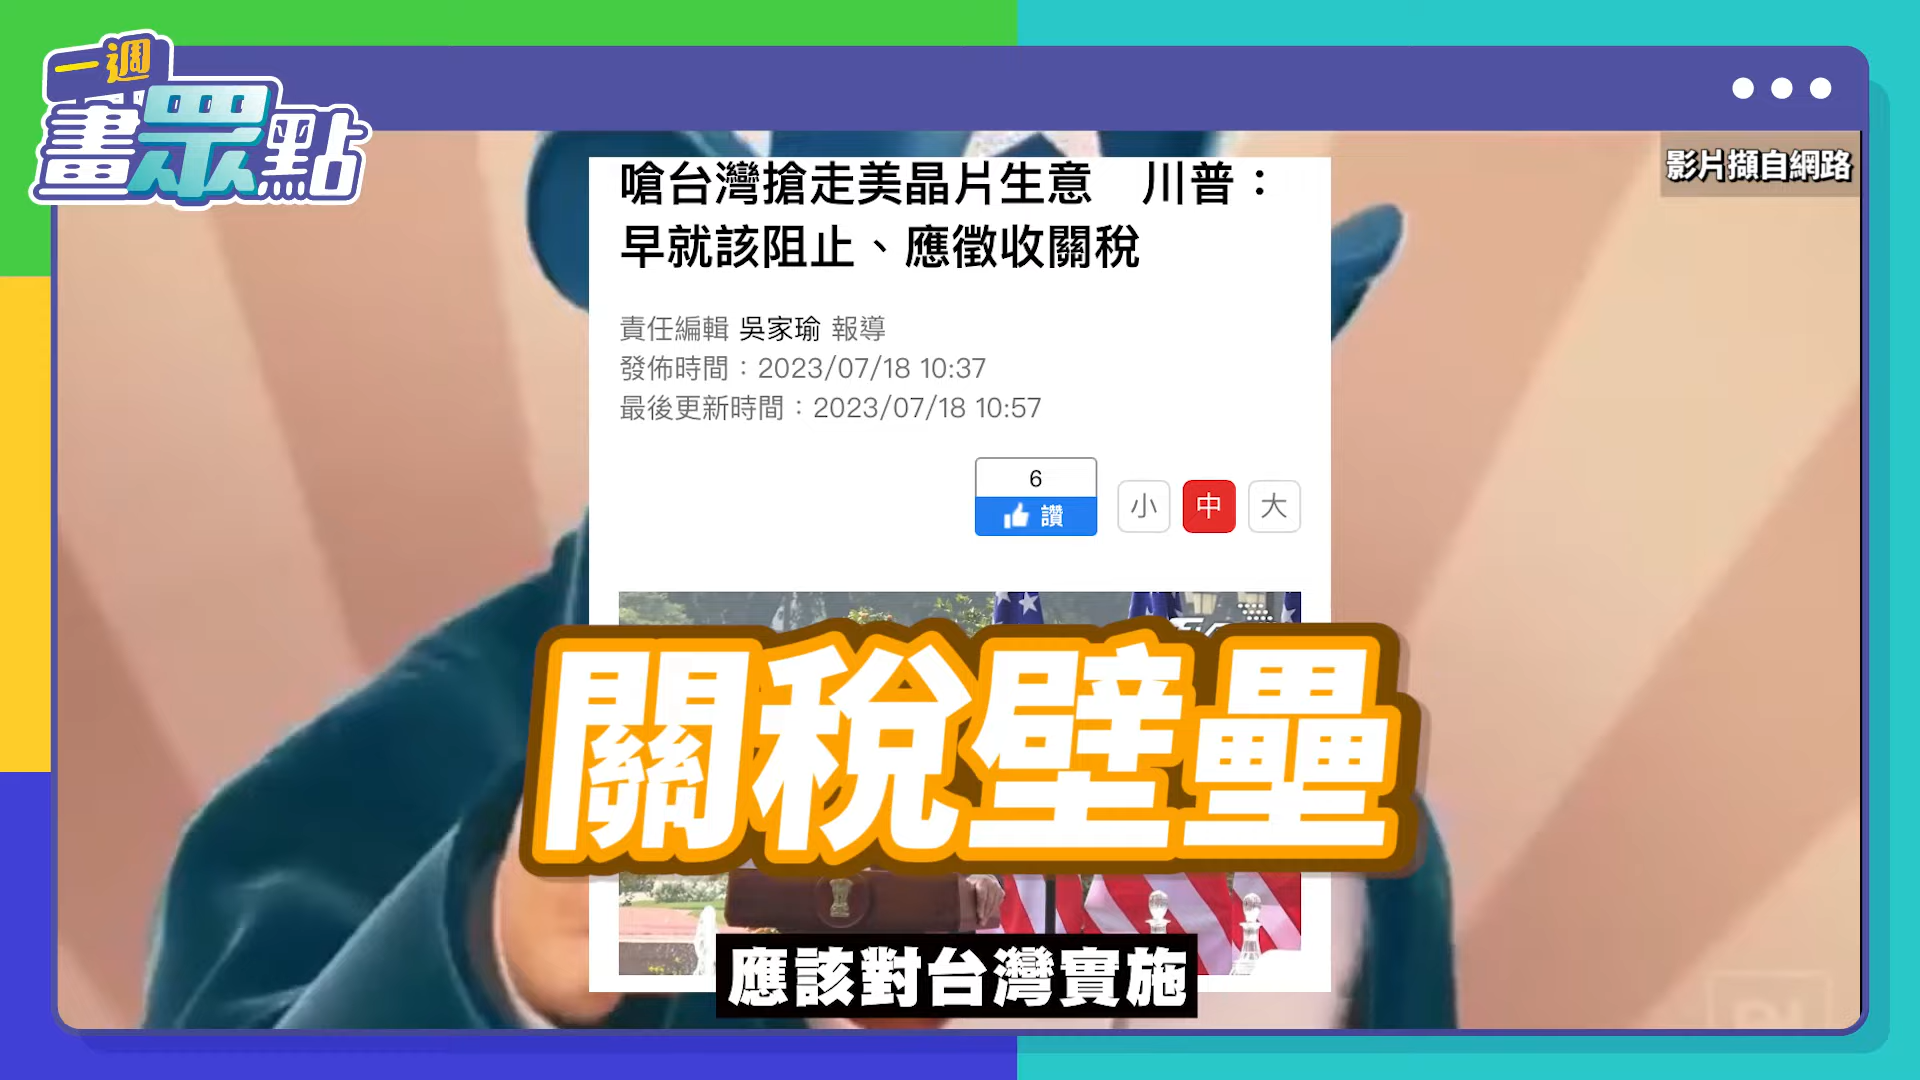 一週
畫眾點
影片擷自網路
嗆台灣搶走美晶片生意 川普：
早就該阻止、應徵收關稅
責任編輯 吳家瑜 報導
發佈時間：2023/07/18 10:37
最後更新時間：2023/07/18 10:57
6
讚
小 中 大
關稅壁壘
應該對台灣實施